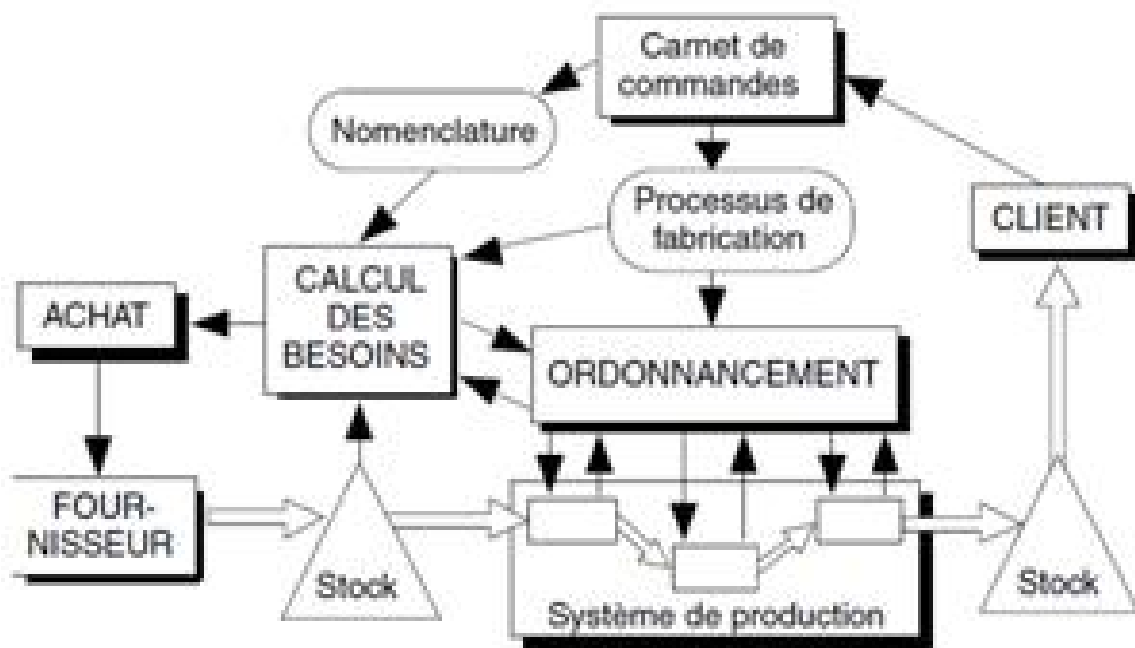 Carnet de
commandes
Nomenclature
Processus de
fabrication
CLIENT
CALCUL
DES
BESOINS
ACHAT
ORDONNANCEMENT
FOUR-
NISSEUR
Stock
Système de production
Stock